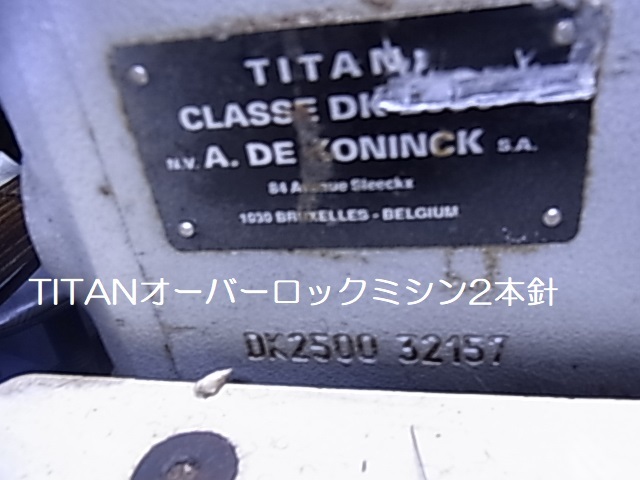 TITAN
CLASSE DK
N.V. A. DE KONINCK S.A.
84 Avenue Sleeckx
1030 BRUXELLES - BELGIUM
TITANオーバーロックミシン2本針
DK2500 32157